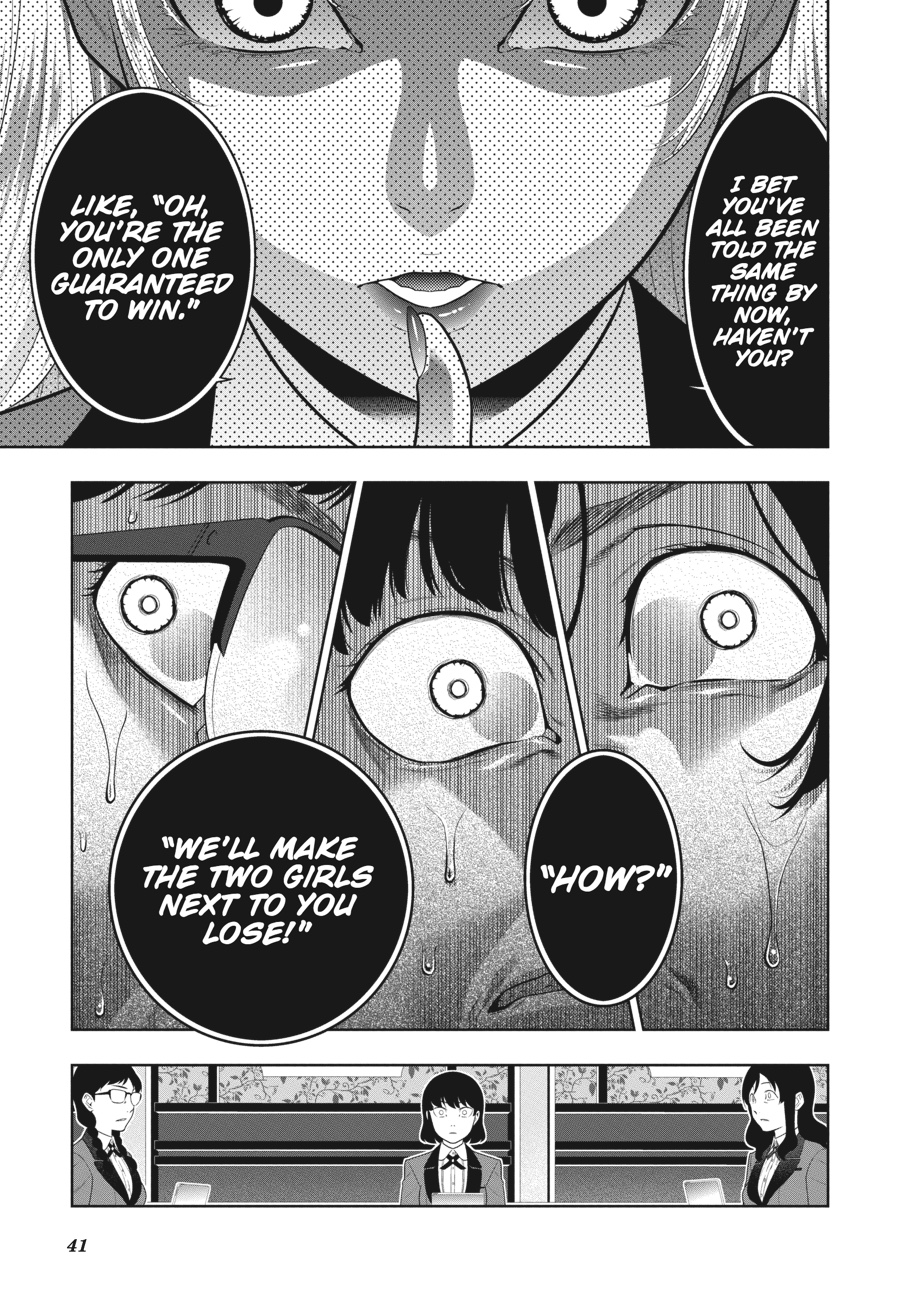 I BET
YOU'VE
ALL BEEN
TOLD THE
SAME
THING BY
NOW,
HAVEN'T
YOU?
LIKE, "OH,
YOU'RE THE
ONLY ONE
GUARANTEED
TO WIN."
"HOW?"
"WE'LL MAKE
THE TWO GIRLS
NEXT TO YOU
LOSE!"
41